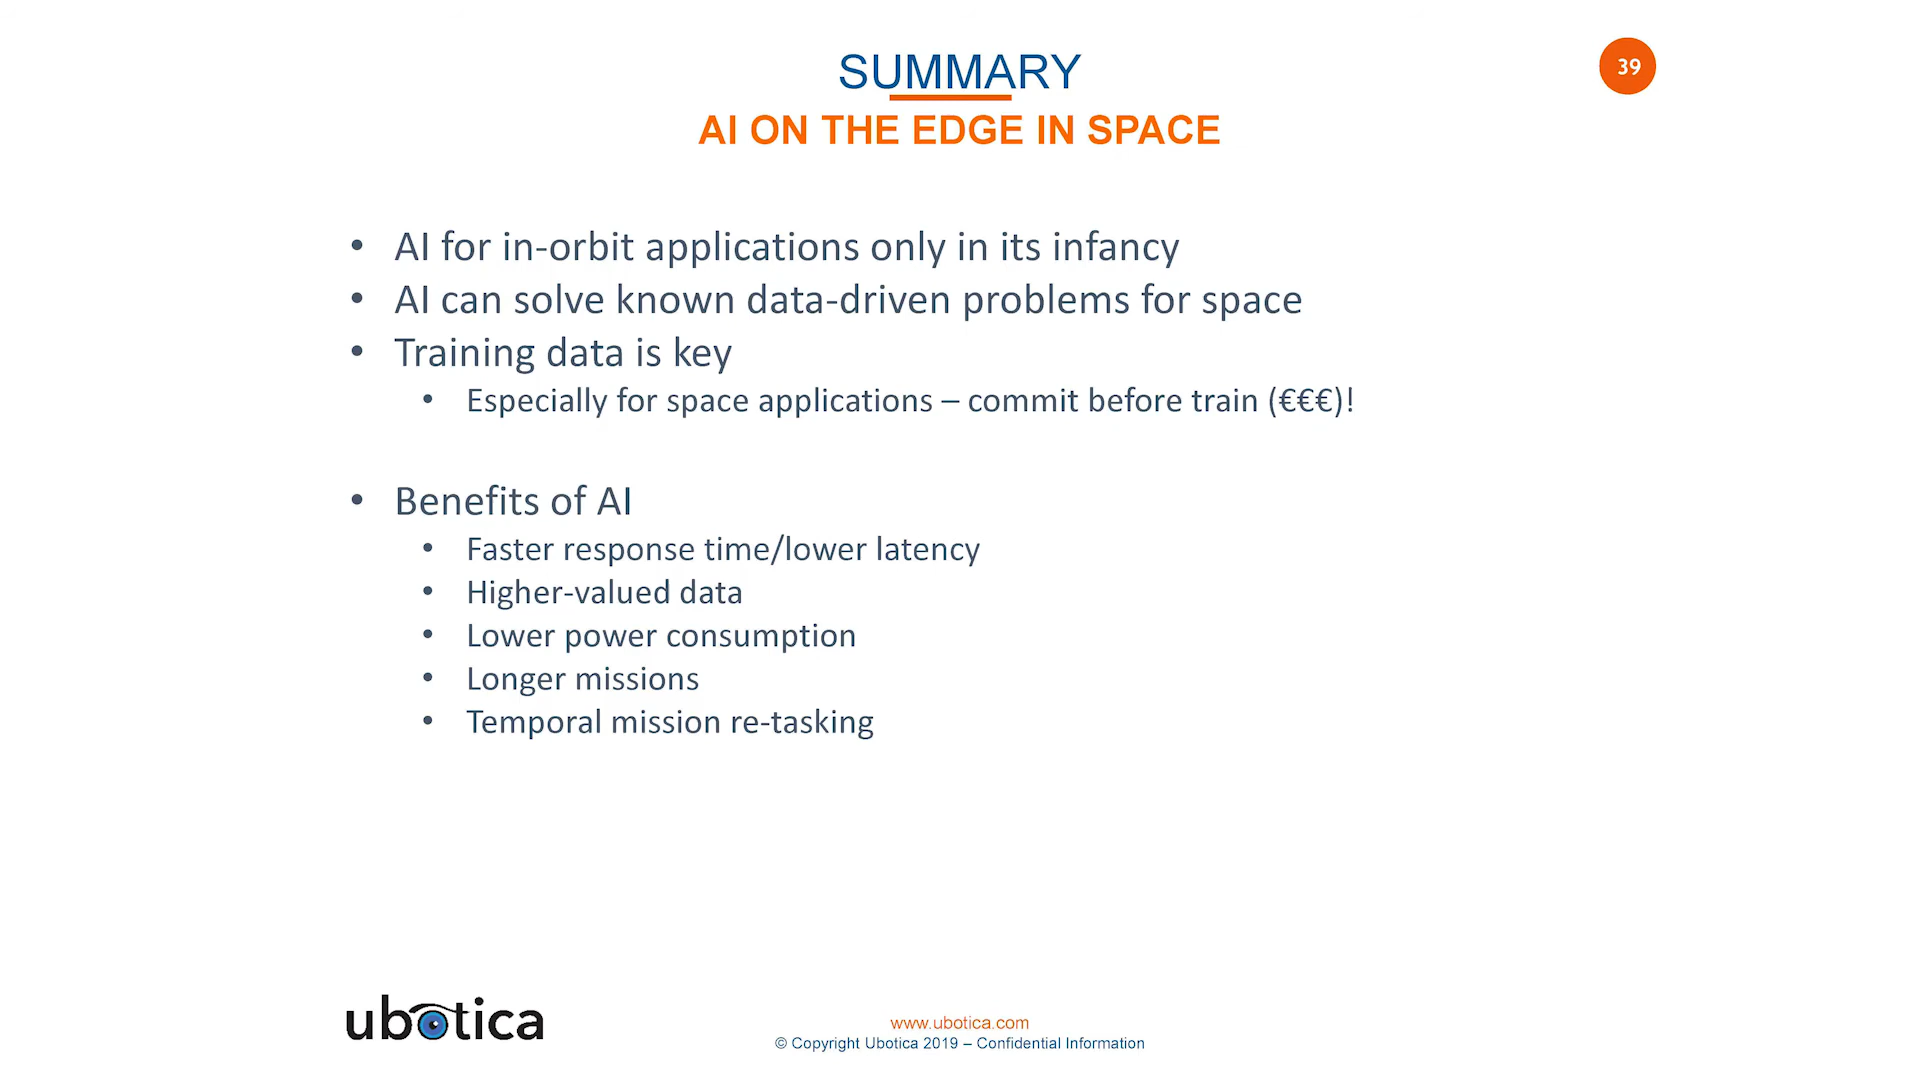 SUMMARY
39
AI ON THE EDGE IN SPACE
• AI for in-orbit applications only in its infancy
• AI can solve known data-driven problems for space
• Training data is key
• Especially for space applications – commit before train (€€€)!
• Benefits of AI
• Faster response time/lower latency
• Higher-valued data
• Lower power consumption
• Longer missions
• Temporal mission re-tasking
ubotica
www.ubotica.com
© Copyright Ubotica 2019 – Confidential Information